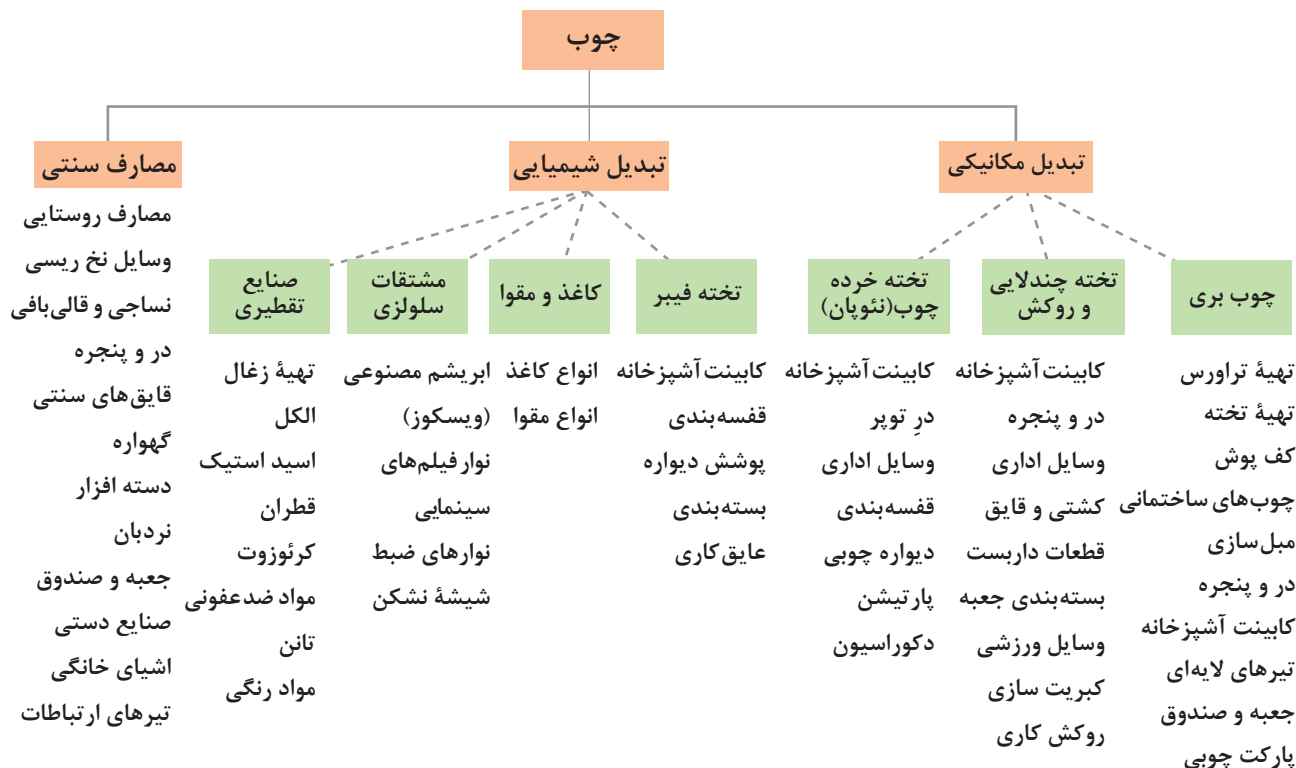 چوب
تبدیل مکانیکی
تبدیل شیمیایی
مصارف سنتی
چوب بری
تهیهٔ تراورس
تهیهٔ تخته
کف پوش
چوب‌های ساختمانی
مبل‌سازی
در و پنجره
کابینت آشپزخانه
تیرهای لایه‌ای
جعبه و صندوق
پارکت چوبی
تخته چندلایی
و روکش
کابینت‌آشپزخانه
در و پنجره
وسایل اداری
کشتی و قایق
قطعات داربست
بسته‌بندی جعبه
وسایل ورزشی
کبریت سازی
روکش کاری
تخته خرده
چوب(نئوپان)
کابینت‌آشپزخانه
درِ توپر
وسایل اداری
قفسه‌بندی
دیواره چوبی
پارتیشن
دکوراسیون
تخته فیبر
کابینت‌آشپزخانه
قفسه‌بندی
پوشش دیواره
بسته‌بندی
عایق‌کاری
کاغذ و مقوا
انواع کاغذ
انواع مقوا
مشتقات
سلولزی
ابریشم مصنوعی
(ویسکوز)
نوارفیلم‌های
سینمایی
نوارهای ضبط
شیشهٔ نشکن
صنایع
تقطیری
تهیهٔ زغال
الکل
اسید استیک
قطران
کرئوزوت
مواد ضدعفونی
تانن
مواد رنگی
مصارف روستایی
وسایل نخ ریسی
نساجی و قالی‌بافی
در و پنجره
قایق‌های سنتی
گهواره
دسته افزار
نردبان
جعبه و صندوق
صنایع دستی
اشیای خانگی
تیرهای ارتباطات